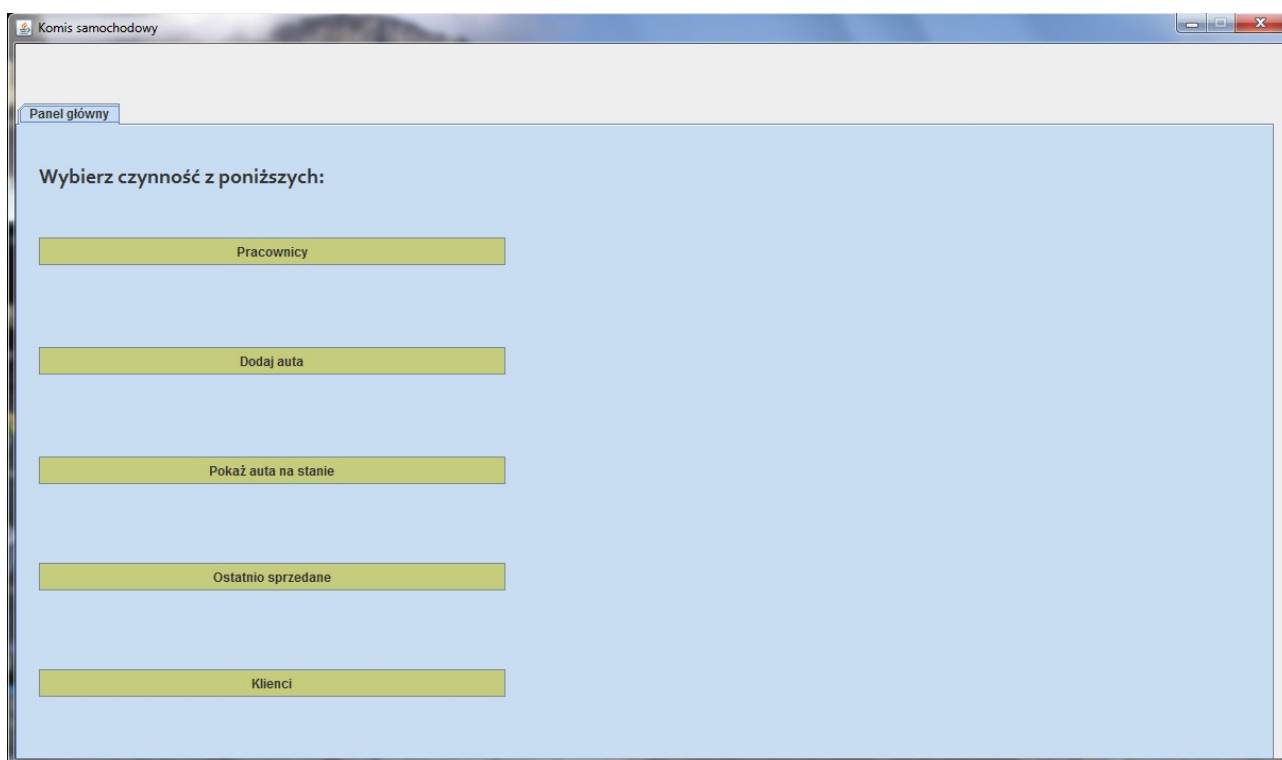 Komis samochodowy
Panel główny
Wybierz czynność z poniższych:
Pracownicy
Dodaj auta
Pokaż auta na stanie
Ostatnio sprzedane
Klienci